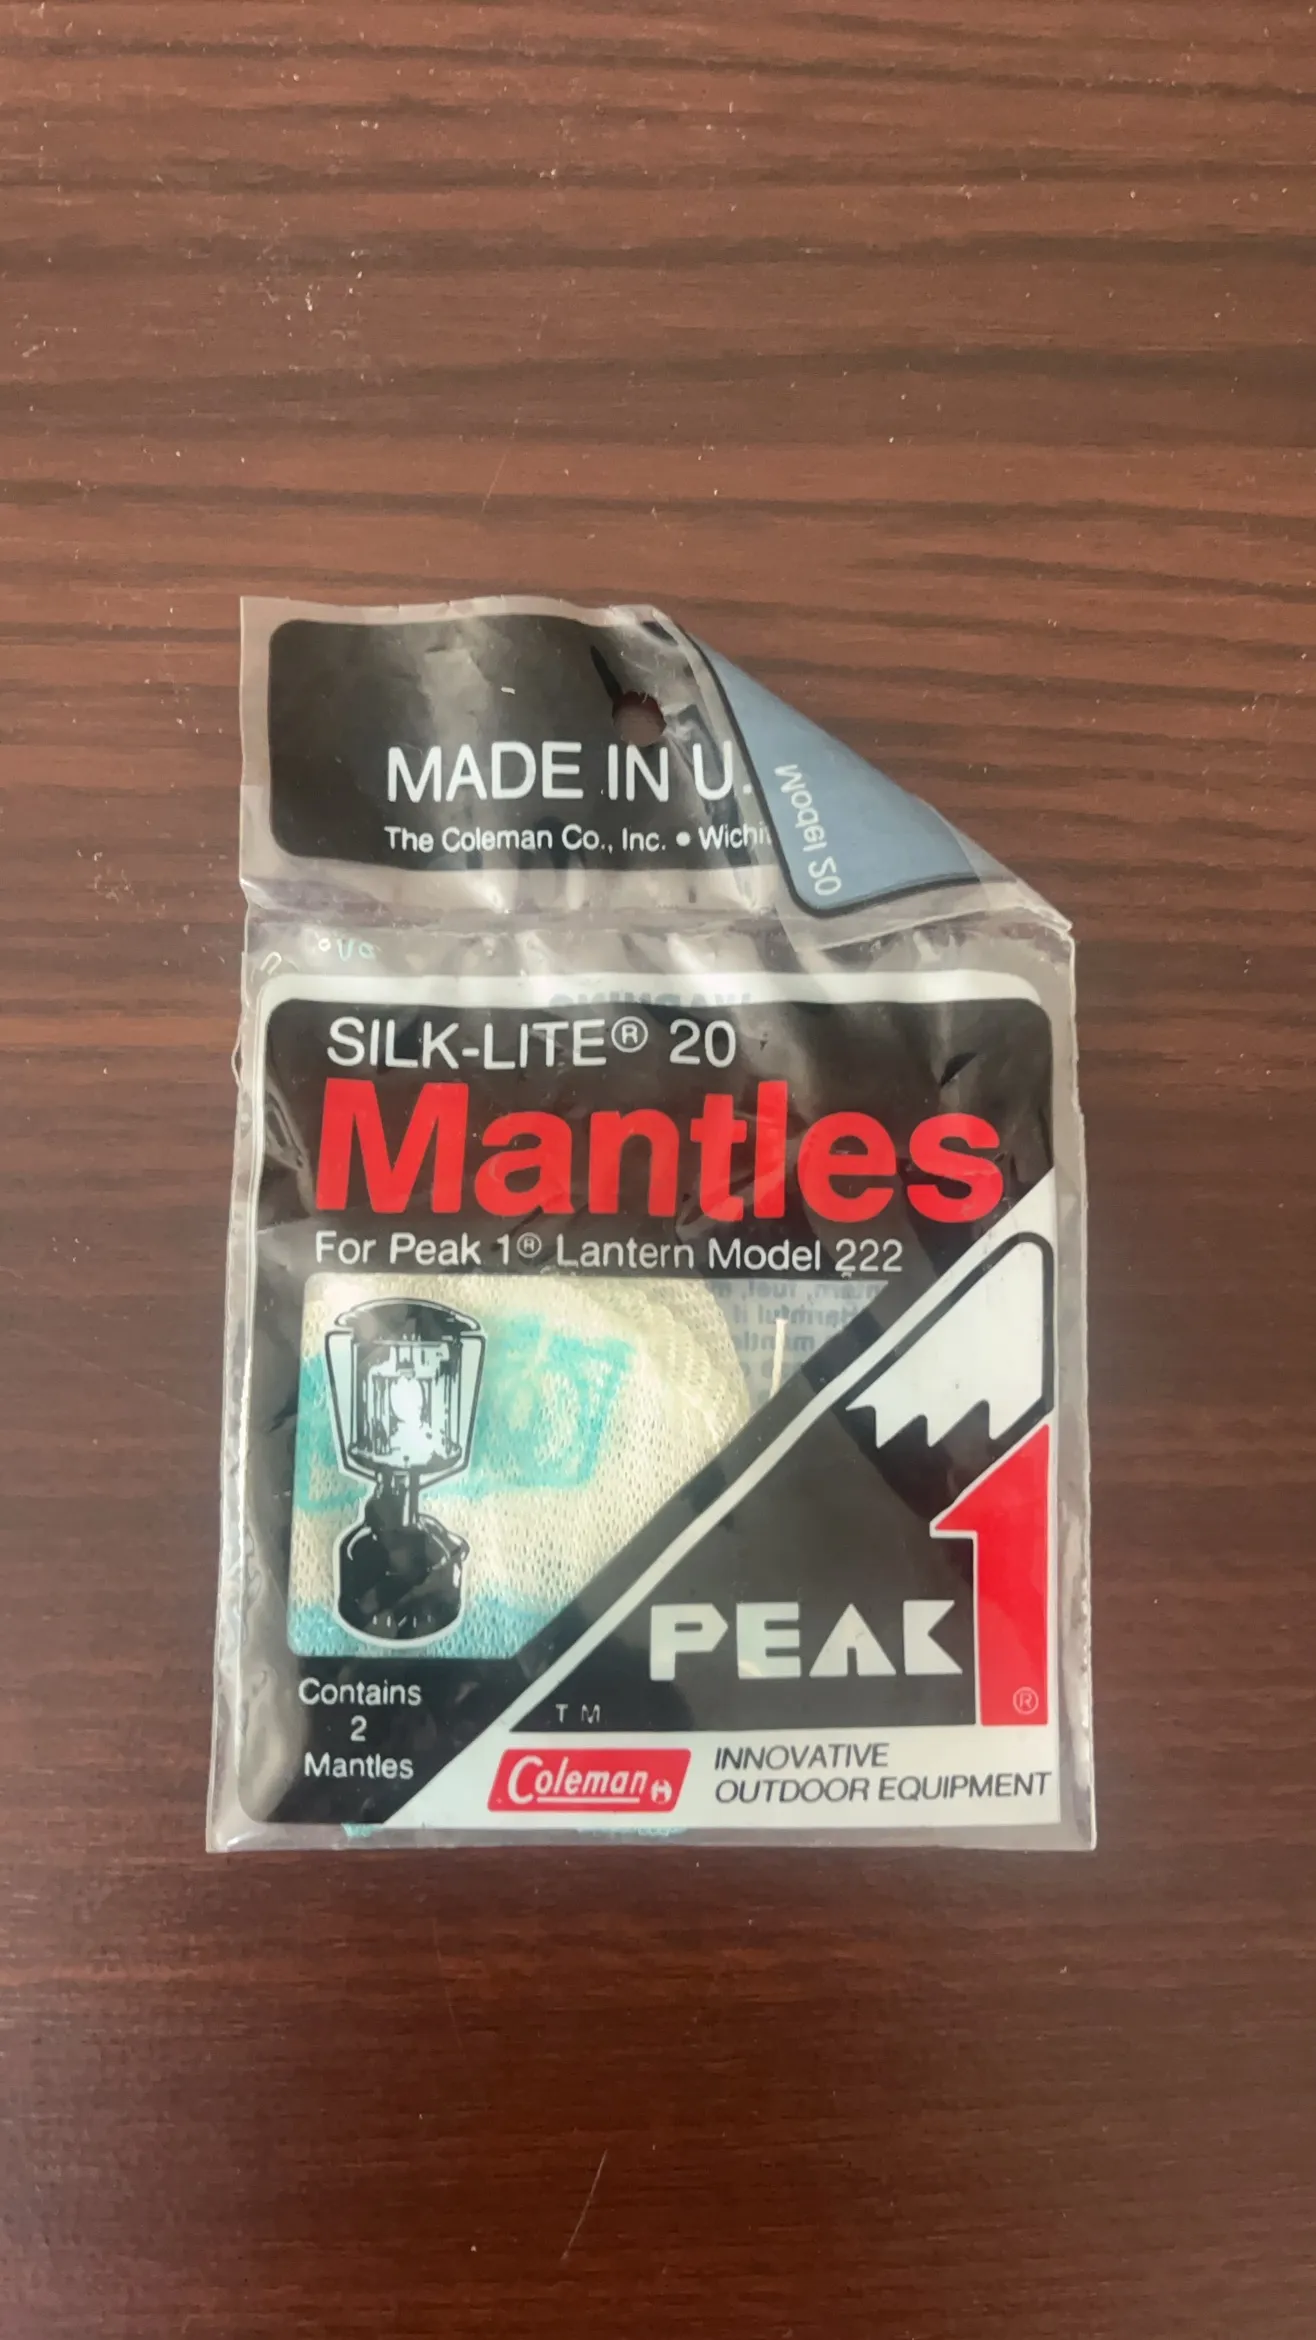 MADE IN U.
The Coleman Co., Inc. • Wichi
Model 20
SILK-LITE® 20
Mantles
For Peak 1® Lantern Model 222
PEAK 1®
TM
Contains
2
Mantles
Coleman
INNOVATIVE
OUTDOOR EQUIPMENT